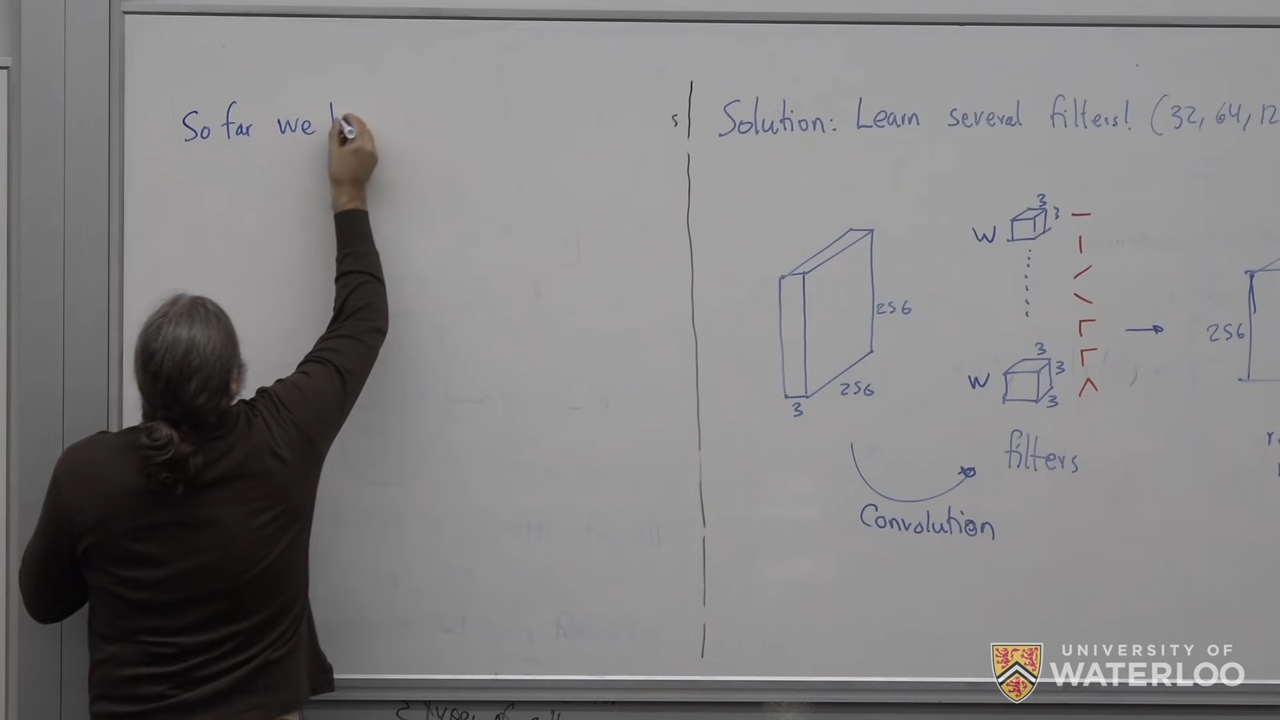 So far we
Solution: Learn several filters! (32, 64, 12
3
3
W
256
256
3
W
3
3
3
256
filters
Convolution
UNIVERSITY OF
WATERLOO